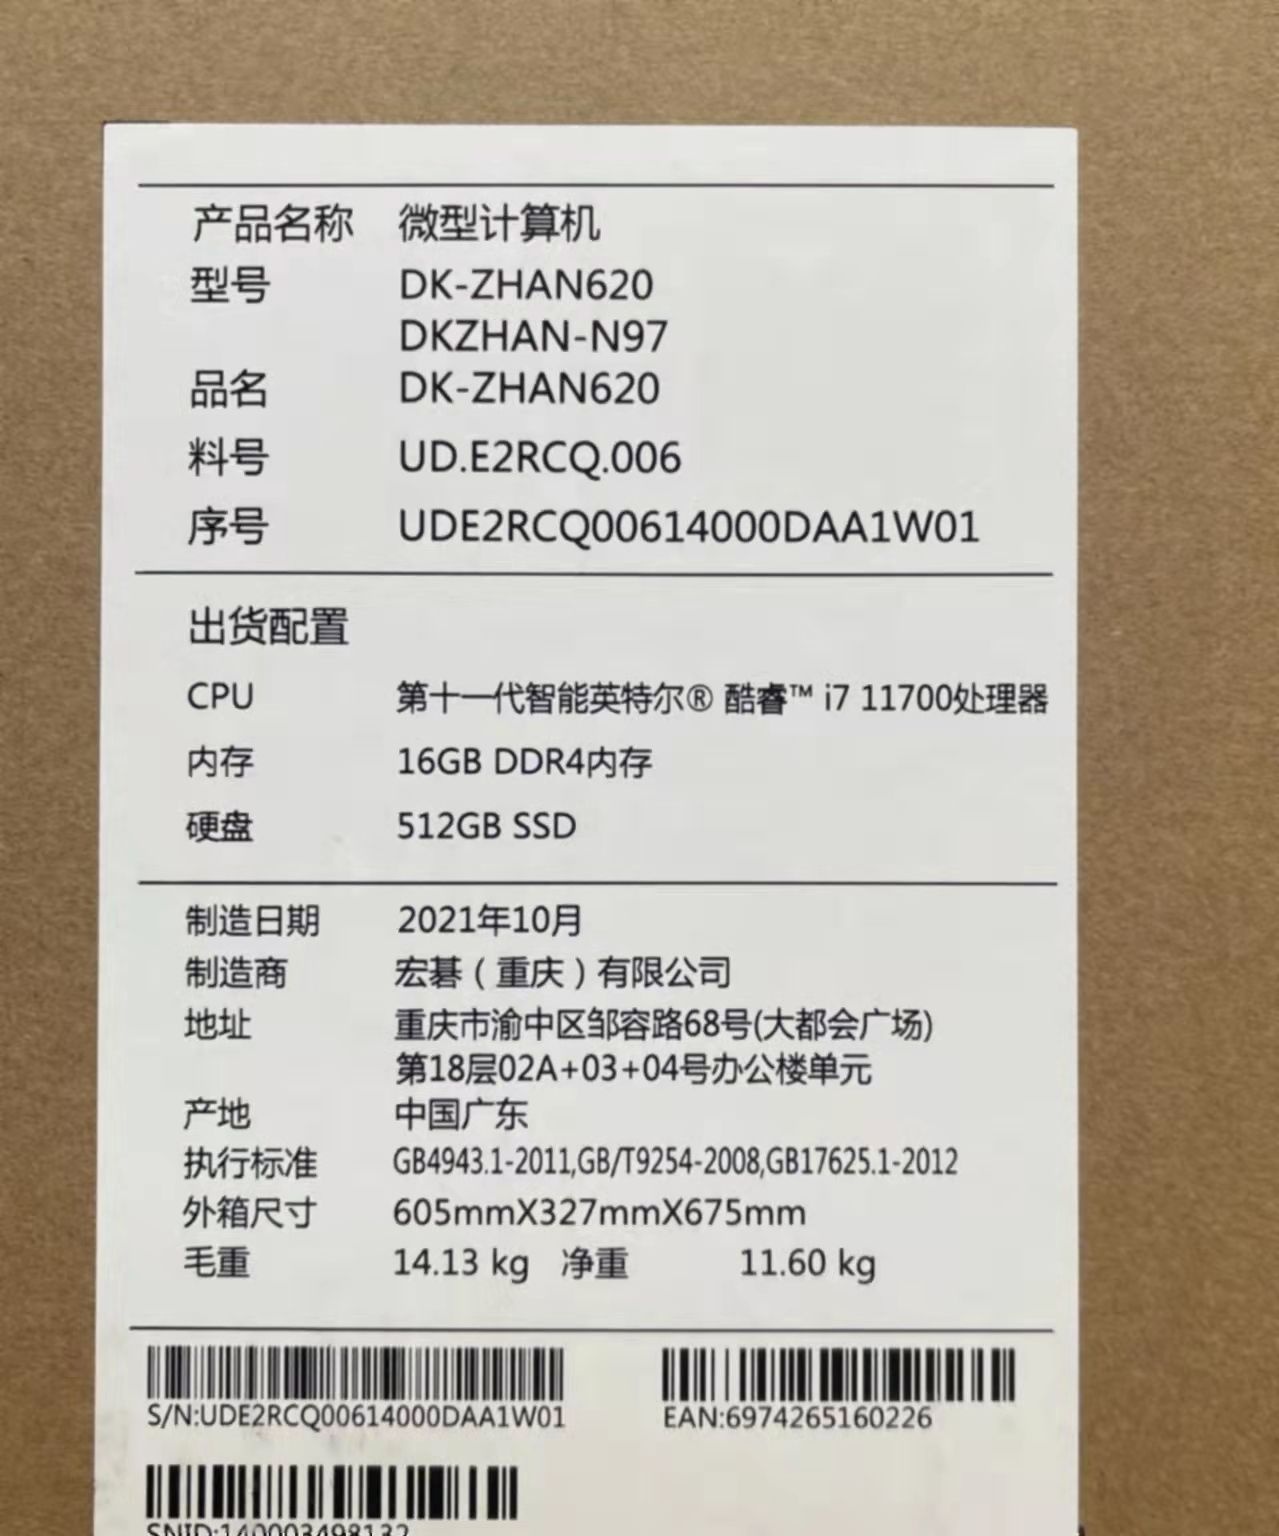 产品名称 微型计算机
型号 DK-ZHAN620
DKZHAN-N97
品名 DK-ZHAN620
料号 UD.E2RCQ.006
序号 UDE2RCQ00614000DAA1W01
出货配置
CPU 第十一代智能英特尔® 酷睿™ i7 11700处理器
内存 16GB DDR4内存
硬盘 512GB SSD
制造日期 2021年10月
制造商 宏碁（重庆）有限公司
地址 重庆市渝中区邹容路68号(大都会广场)
第18层02A+03+04号办公楼单元
产地 中国广东
执行标准 GB4943.1-2011,GB/T9254-2008,GB17625.1-2012
外箱尺寸 605mmX327mmX675mm
毛重 14.13 kg 净重 11.60 kg
S/N:UDE2RCQ00614000DAA1W01 EAN:6974265160226
SNID:140003498132